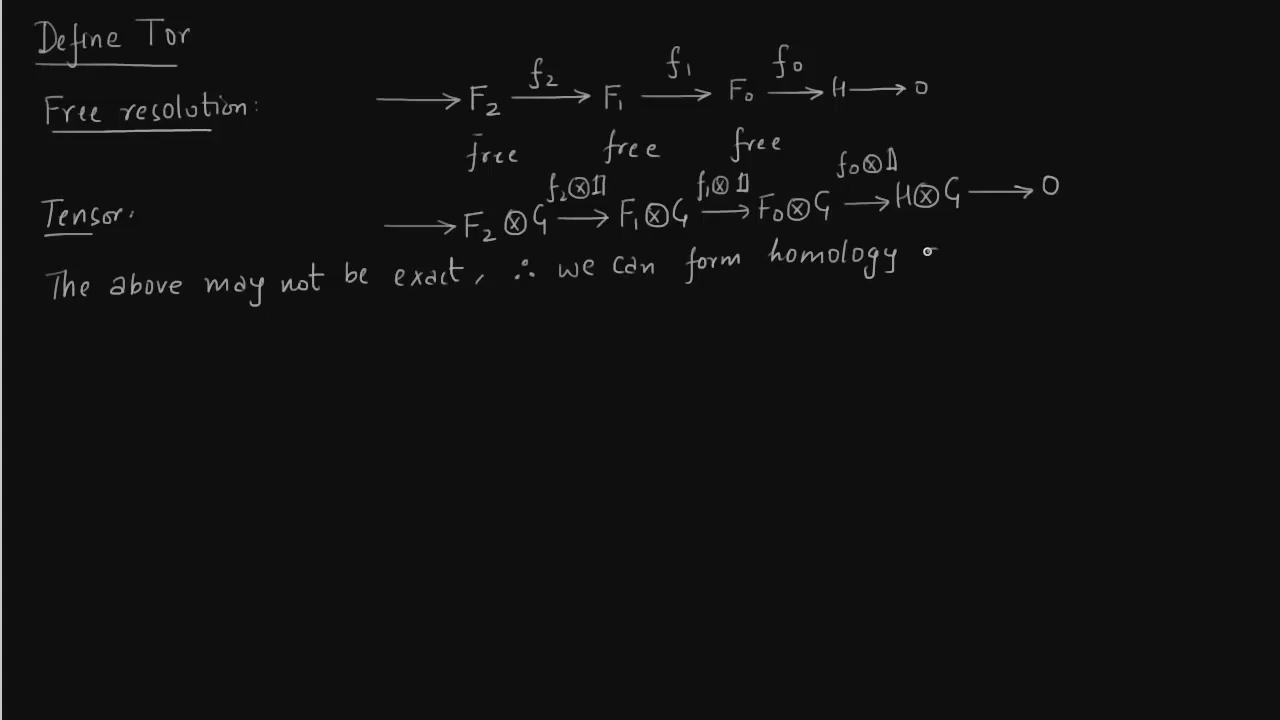 Define Tor
Free resolution: ⟶ F₂ ⟶ F₁ ⟶ F₀ ⟶ H ⟶ 0
f₂ f₁ f₀
free free free
Tensor: ⟶ F₂ ⊗ G ⟶ F₁ ⊗ G ⟶ F₀ ⊗ G ⟶ H ⊗ G ⟶ 0
f₂ ⊗ 𝟙 f₁ ⊗ 𝟙 f₀ ⊗ 𝟙
The above may not be exact, ∴ we can form homology